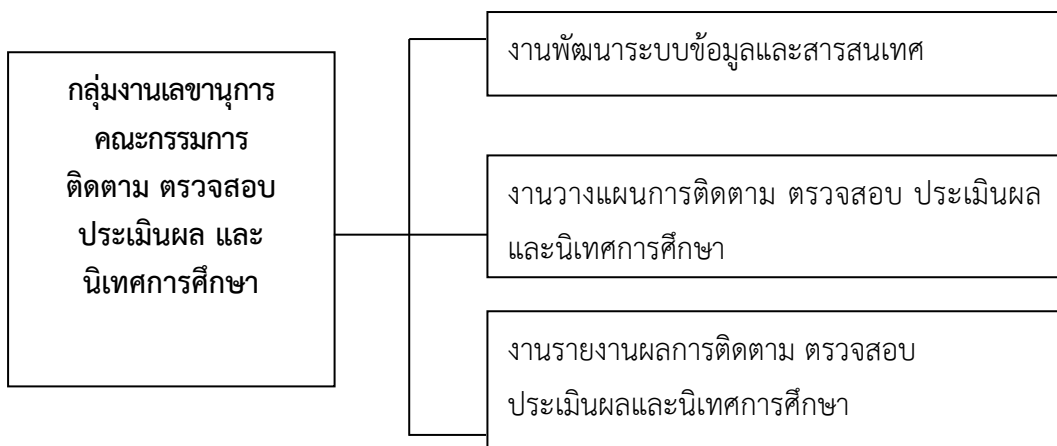 กลุ่มงานเลขานุการ
คณะกรรมการ
ติดตาม ตรวจสอบ
ประเมินผล และ
นิเทศการศึกษา
งานพัฒนาระบบข้อมูลและสารสนเทศ
งานวางแผนการติดตาม ตรวจสอบ ประเมินผล
และนิเทศการศึกษา
งานรายงานผลการติดตาม ตรวจสอบ
ประเมินผลและนิเทศการศึกษา